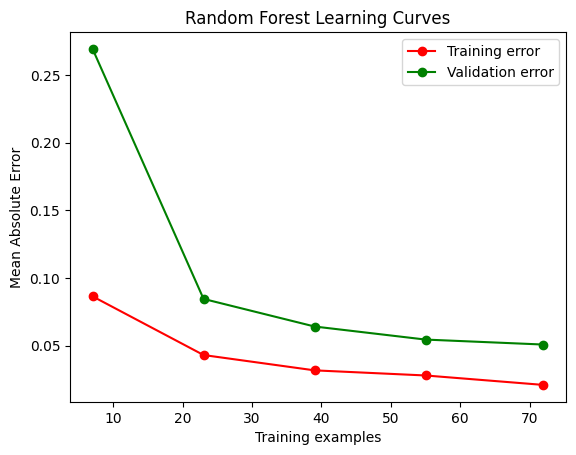 Random Forest Learning Curves
Training error
Validation error
Mean Absolute Error
0.25
0.20
0.15
0.10
0.05
10 20 30 40 50 60 70
Training examples